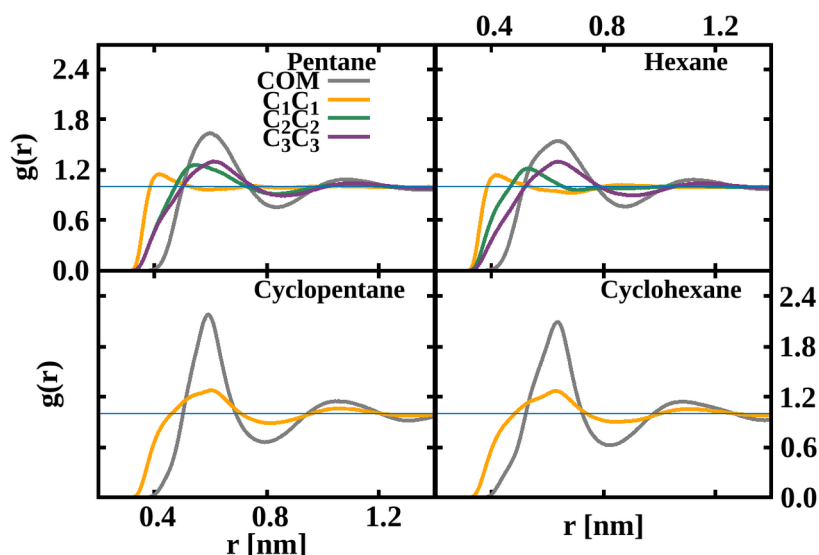 0.4 0.8 1.2
Pentane
COM
C₁C₁
C₂C₂
C₃C₃
Hexane
g(r)
2.4
1.8
1.2
0.6
0.0
Cyclopentane
Cyclohexane
g(r)
2.4
1.8
1.2
0.6
0.0
0.4 0.8 1.2
r [nm]
r [nm]